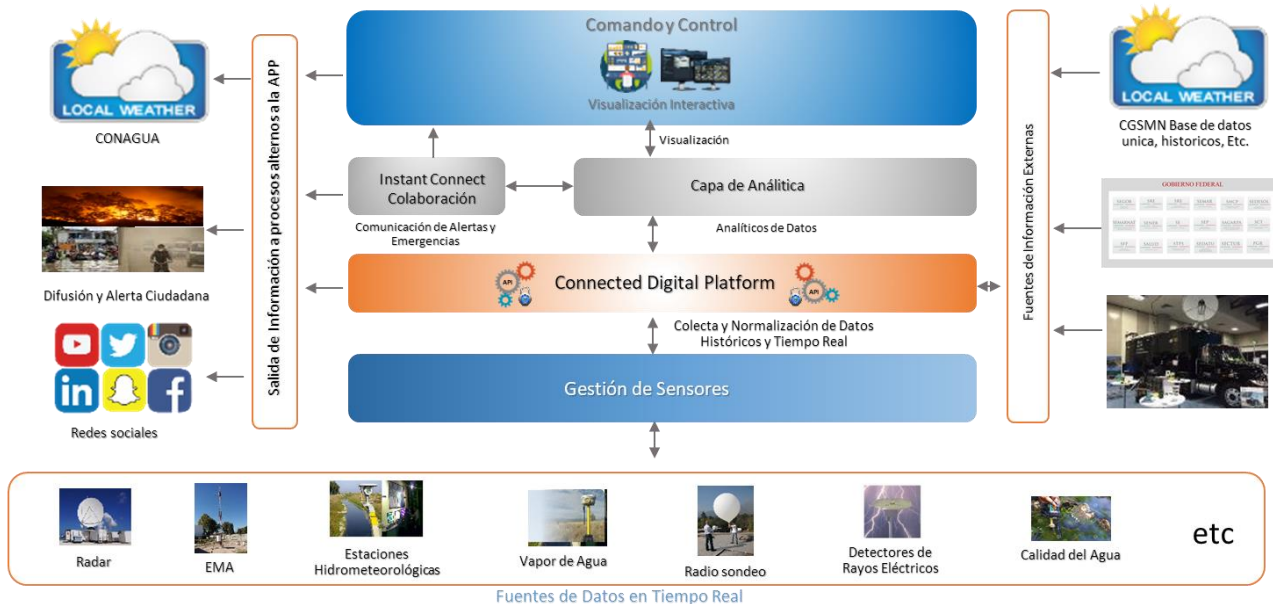 Comando y Control
Visualización Interactiva
LOCAL WEATHER
CONAGUA
Difusión y Alerta Ciudadana
Redes sociales
Salida de Información a procesos alternos a la APP
Visualización
Instant Connect
Colaboración
Capa de Análitica
Comunicación de Alertas y
Emergencias
Analíticos de Datos
API
Connected Digital Platform
API
Colecta y Normalización de Datos
Históricos y Tiempo Real
Gestión de Sensores
Fuentes de Información Externas
LOCAL WEATHER
CGSMN Base de datos
unica, historicos, Etc.
GOBIERNO FEDERAL
Radar
EMA
Estaciones
Hidrometeorológicas
Vapor de Agua
Radio sondeo
Detectores de
Rayos Eléctricos
Calidad del Agua
etc
Fuentes de Datos en Tiempo Real